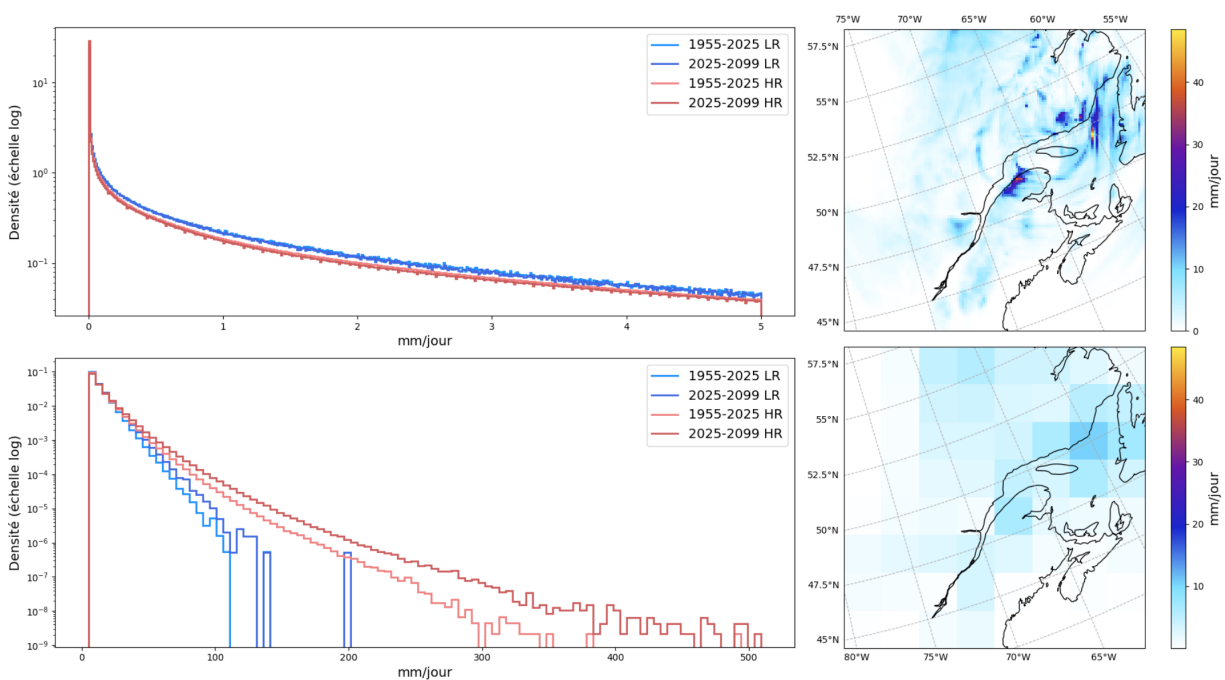 Densité (échelle log)
10¹
10⁰
10⁻¹
0 1 2 3 4 5
mm/jour
1955-2025 LR
2025-2099 LR
1955-2025 HR
2025-2099 HR
75°W 70°W 65°W 60°W 55°W
57.5°N
55°N
52.5°N
50°N
47.5°N
45°N
40
30
20
10
0
mm/jour
Densité (échelle log)
10⁻¹
10⁻²
10⁻³
10⁻⁴
10⁻⁵
10⁻⁶
10⁻⁷
10⁻⁸
10⁻⁹
0 100 200 300 400 500
mm/jour
1955-2025 LR
2025-2099 LR
1955-2025 HR
2025-2099 HR
57.5°N
55°N
52.5°N
50°N
47.5°N
45°N
80°W 75°W 70°W 65°W
40
30
20
10
mm/jour